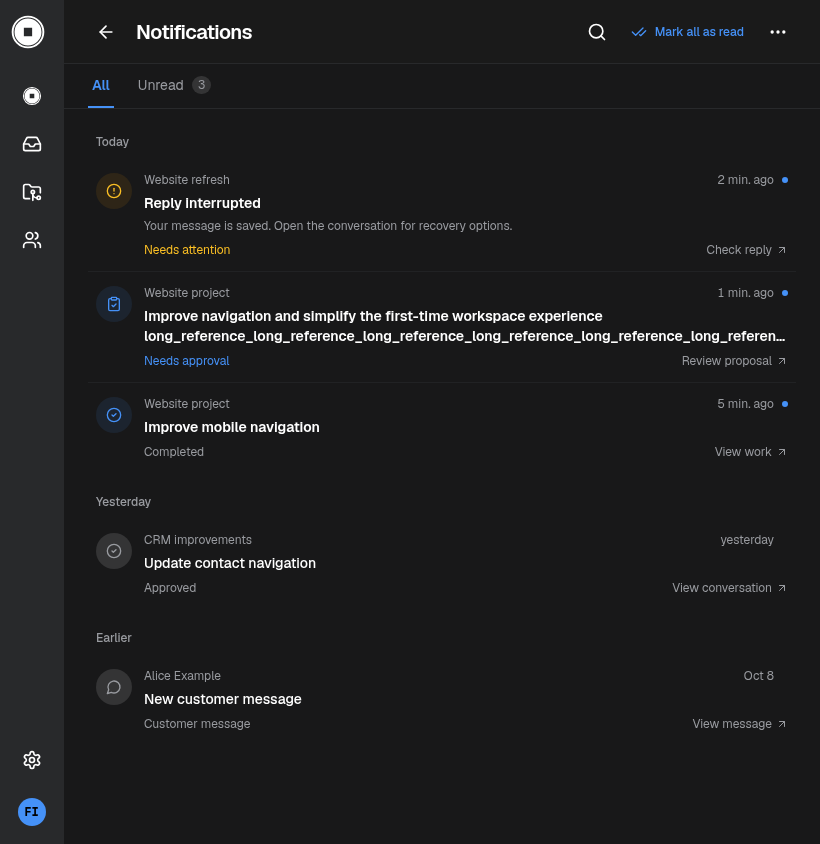 Notifications
Mark all as read
All
Unread 3
Today
Website refresh
2 min. ago
Reply interrupted
Your message is saved. Open the conversation for recovery options.
Needs attention
Check reply
Website project
1 min. ago
Improve navigation and simplify the first-time workspace experience
long_reference_long_reference_long_reference_long_reference_long_reference_long_referen…
Needs approval
Review proposal
Website project
5 min. ago
Improve mobile navigation
Completed
View work
Yesterday
CRM improvements
yesterday
Update contact navigation
Approved
View conversation
Earlier
Alice Example
Oct 8
New customer message
Customer message
View message
FI